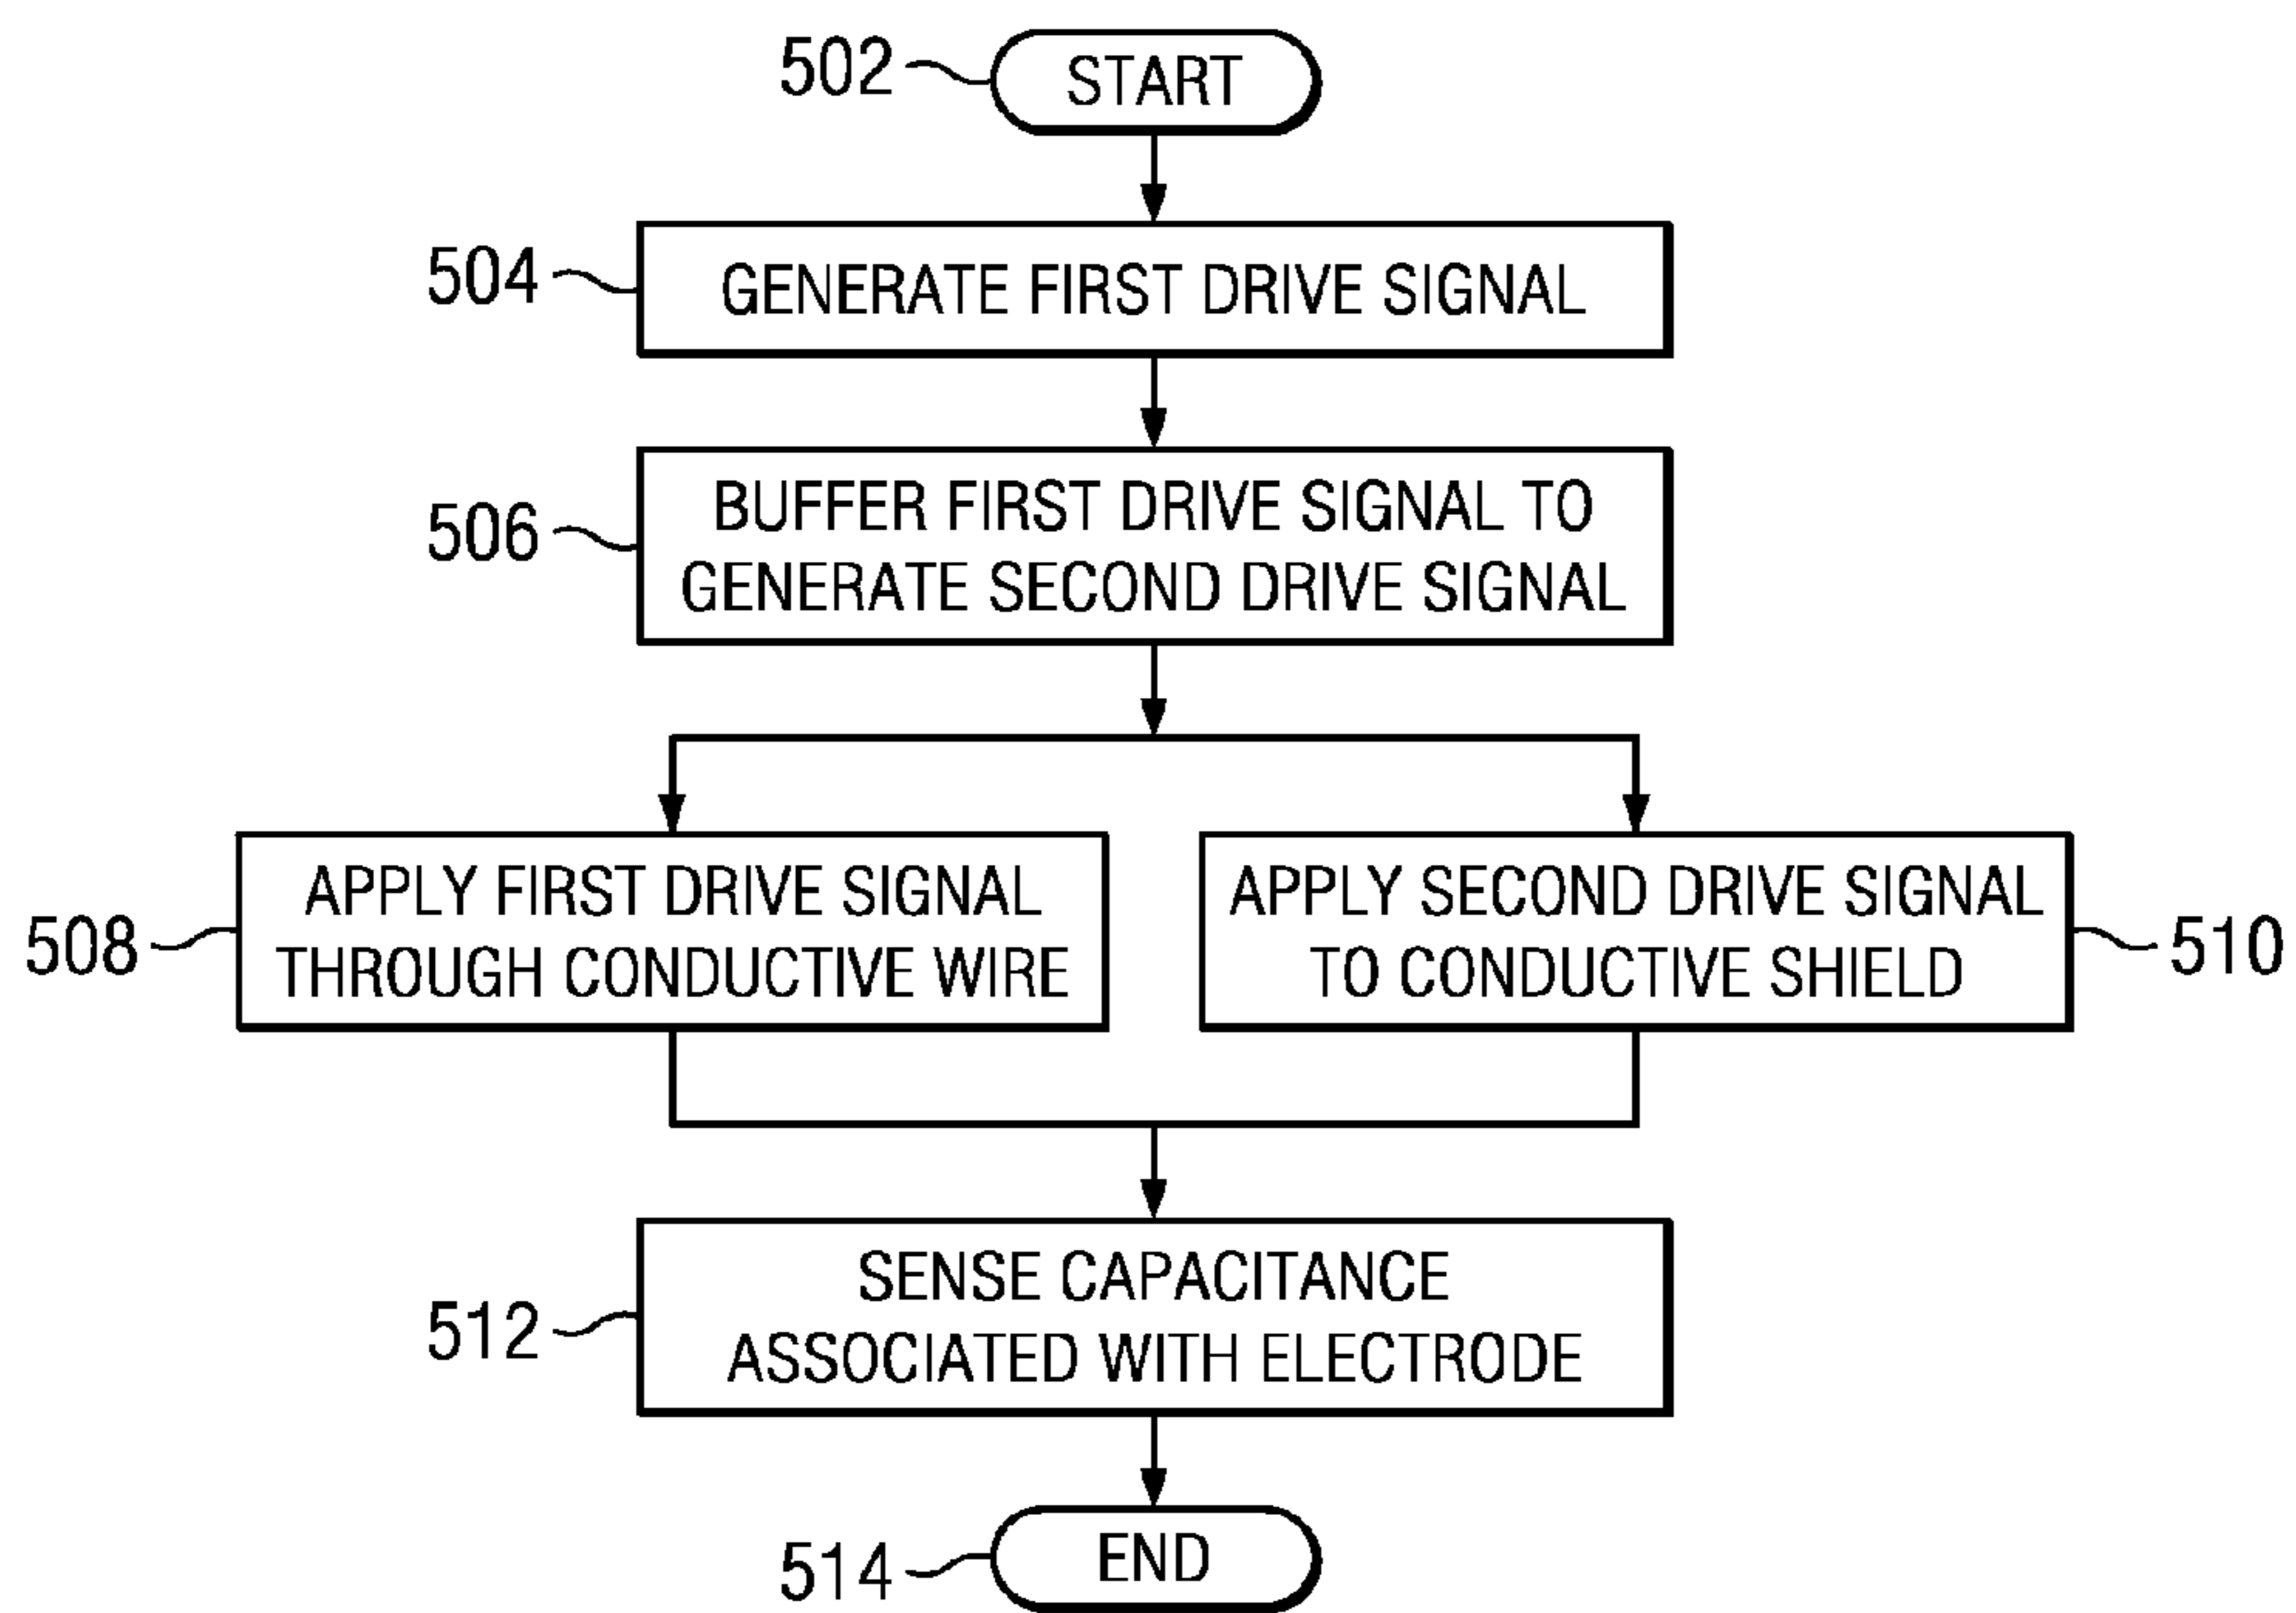 502
START
504
GENERATE FIRST DRIVE SIGNAL
506
BUFFER FIRST DRIVE SIGNAL TO
GENERATE SECOND DRIVE SIGNAL
508
APPLY FIRST DRIVE SIGNAL
THROUGH CONDUCTIVE WIRE
APPLY SECOND DRIVE SIGNAL
TO CONDUCTIVE SHIELD
510
512
SENSE CAPACITANCE
ASSOCIATED WITH ELECTRODE
514
END